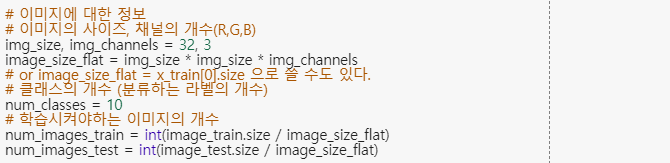 # 이미지에 대한 정보
# 이미지의 사이즈, 채널의 개수(R,G,B)
img_size, img_channels = 32, 3
image_size_flat = img_size * img_size * img_channels
# or image_size_flat = x_train[0].size 으로 쓸 수도 있다.
# 클래스의 개수 (분류하는 라벨의 개수)
num_classes = 10
# 학습시켜야하는 이미지의 개수
num_images_train = int(image_train.size / image_size_flat)
num_images_test = int(image_test.size / image_size_flat)